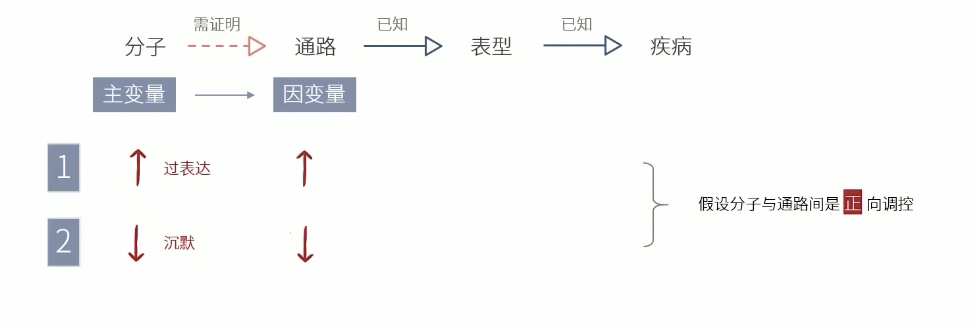 需证明 已知 已知
分子 通路 表型 疾病
主变量 因变量
1 过表达
假设分子与通路间是正向调控
2 沉默